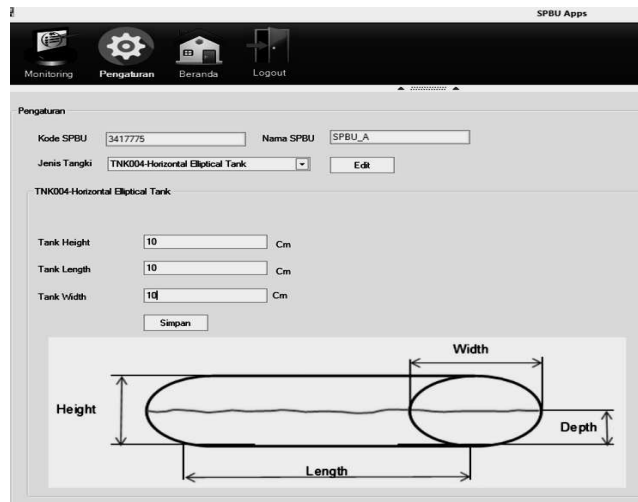 SPBU Apps
Monitoring Pengaturan Beranda Logout
Pengaturan
Kode SPBU 3417775 Nama SPBU SPBU_A
Jenis Tangki TNK004-Horizontal Elliptical Tank Edit
TNK004-Horizontal Elliptical Tank
Tank Height 10 Cm
Tank Length 10 Cm
Tank Width 10 Cm
Simpan
Width
Height
Depth
Length